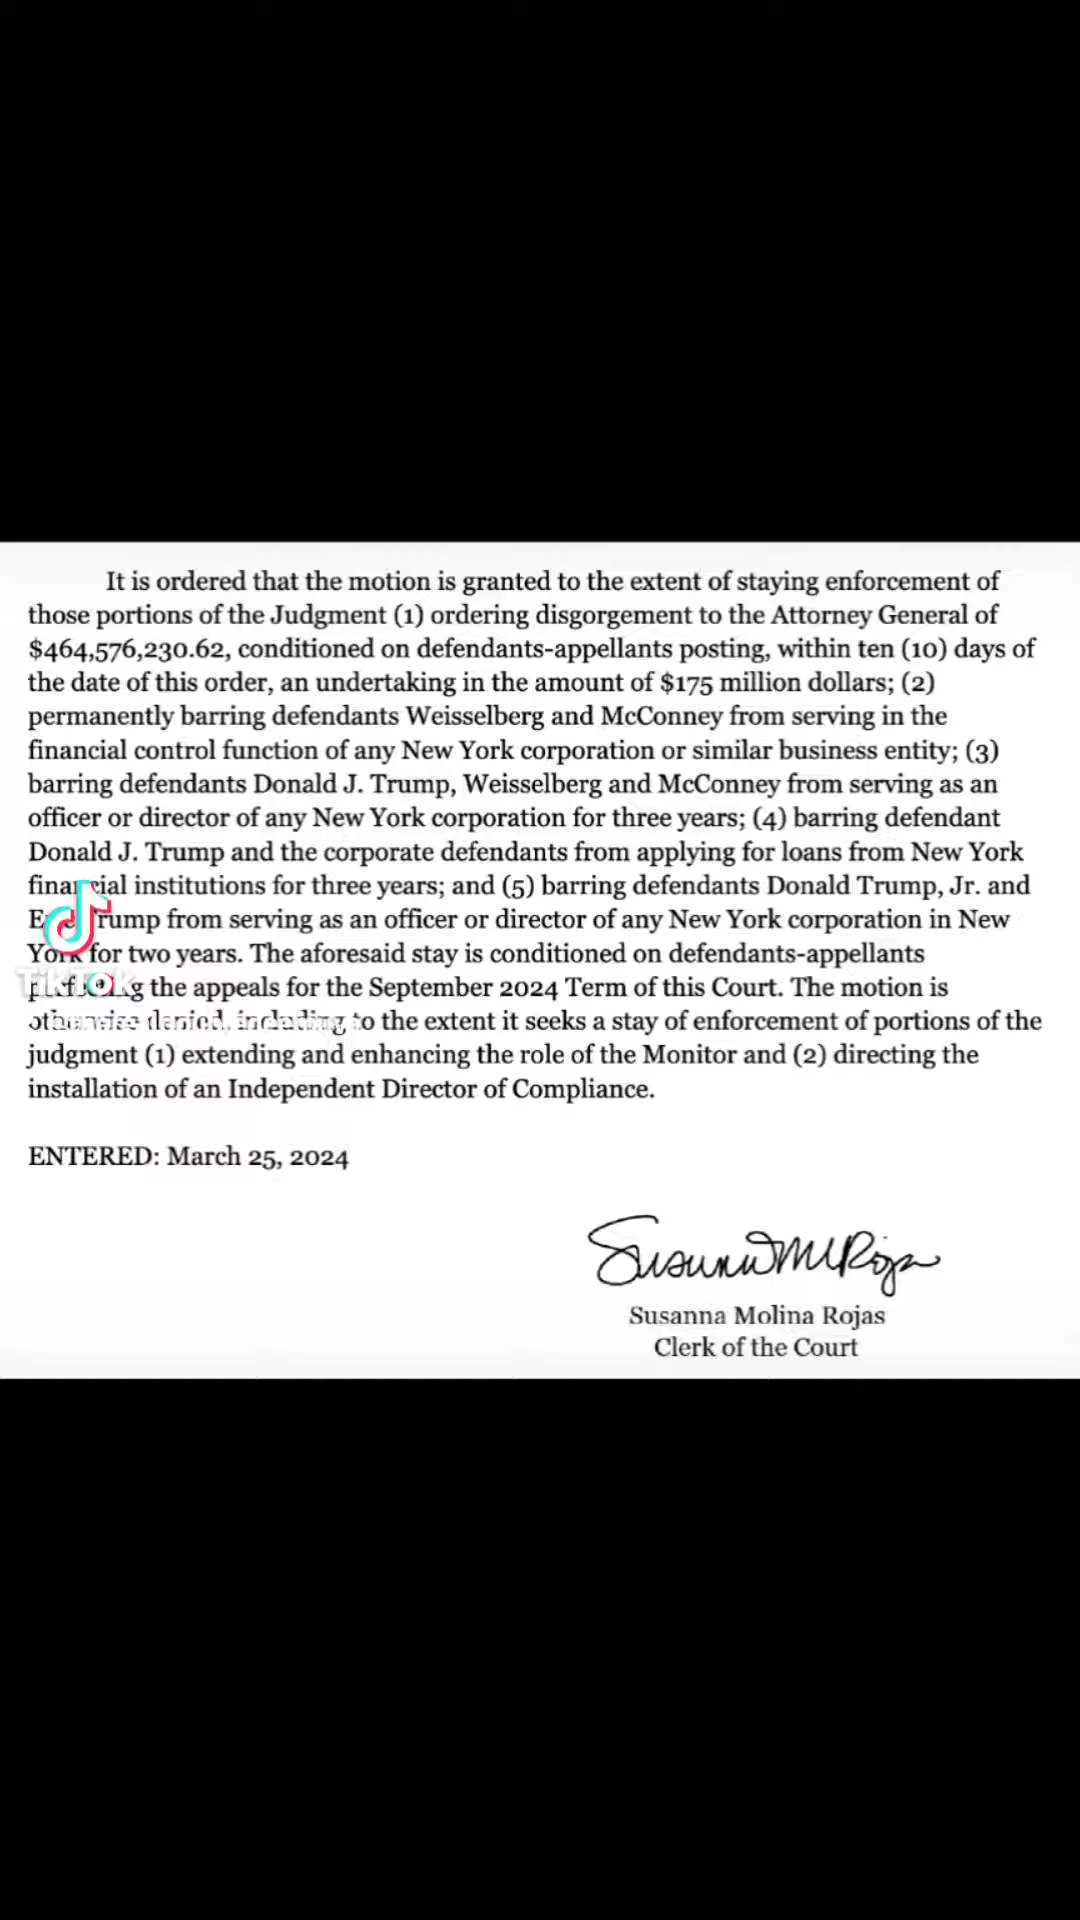 It is ordered that the motion is granted to the extent of staying enforcement of
those portions of the Judgment (1) ordering disgorgement to the Attorney General of
$464,576,230.62, conditioned on defendants-appellants posting, within ten (10) days of
the date of this order, an undertaking in the amount of $175 million dollars; (2)
permanently barring defendants Weisselberg and McConney from serving in the
financial control function of any New York corporation or similar business entity; (3)
barring defendants Donald J. Trump, Weisselberg and McConney from serving as an
officer or director of any New York corporation for three years; (4) barring defendant
Donald J. Trump and the corporate defendants from applying for loans from New York
financial institutions for three years; and (5) barring defendants Donald Trump, Jr. and
Trump from serving as an officer or director of any New York corporation in New
York for two years. The aforesaid stay is conditioned on defendants-appellants
the appeals for the September 2024 Term of this Court. The motion is
TikTok
otherwise denied, including to the extent it seeks a stay of enforcement of portions of the
judgment (1) extending and enhancing the role of the Monitor and (2) directing the
installation of an Independent Director of Compliance.
ENTERED: March 25, 2024
Susanna Molina Rojas
Clerk of the Court